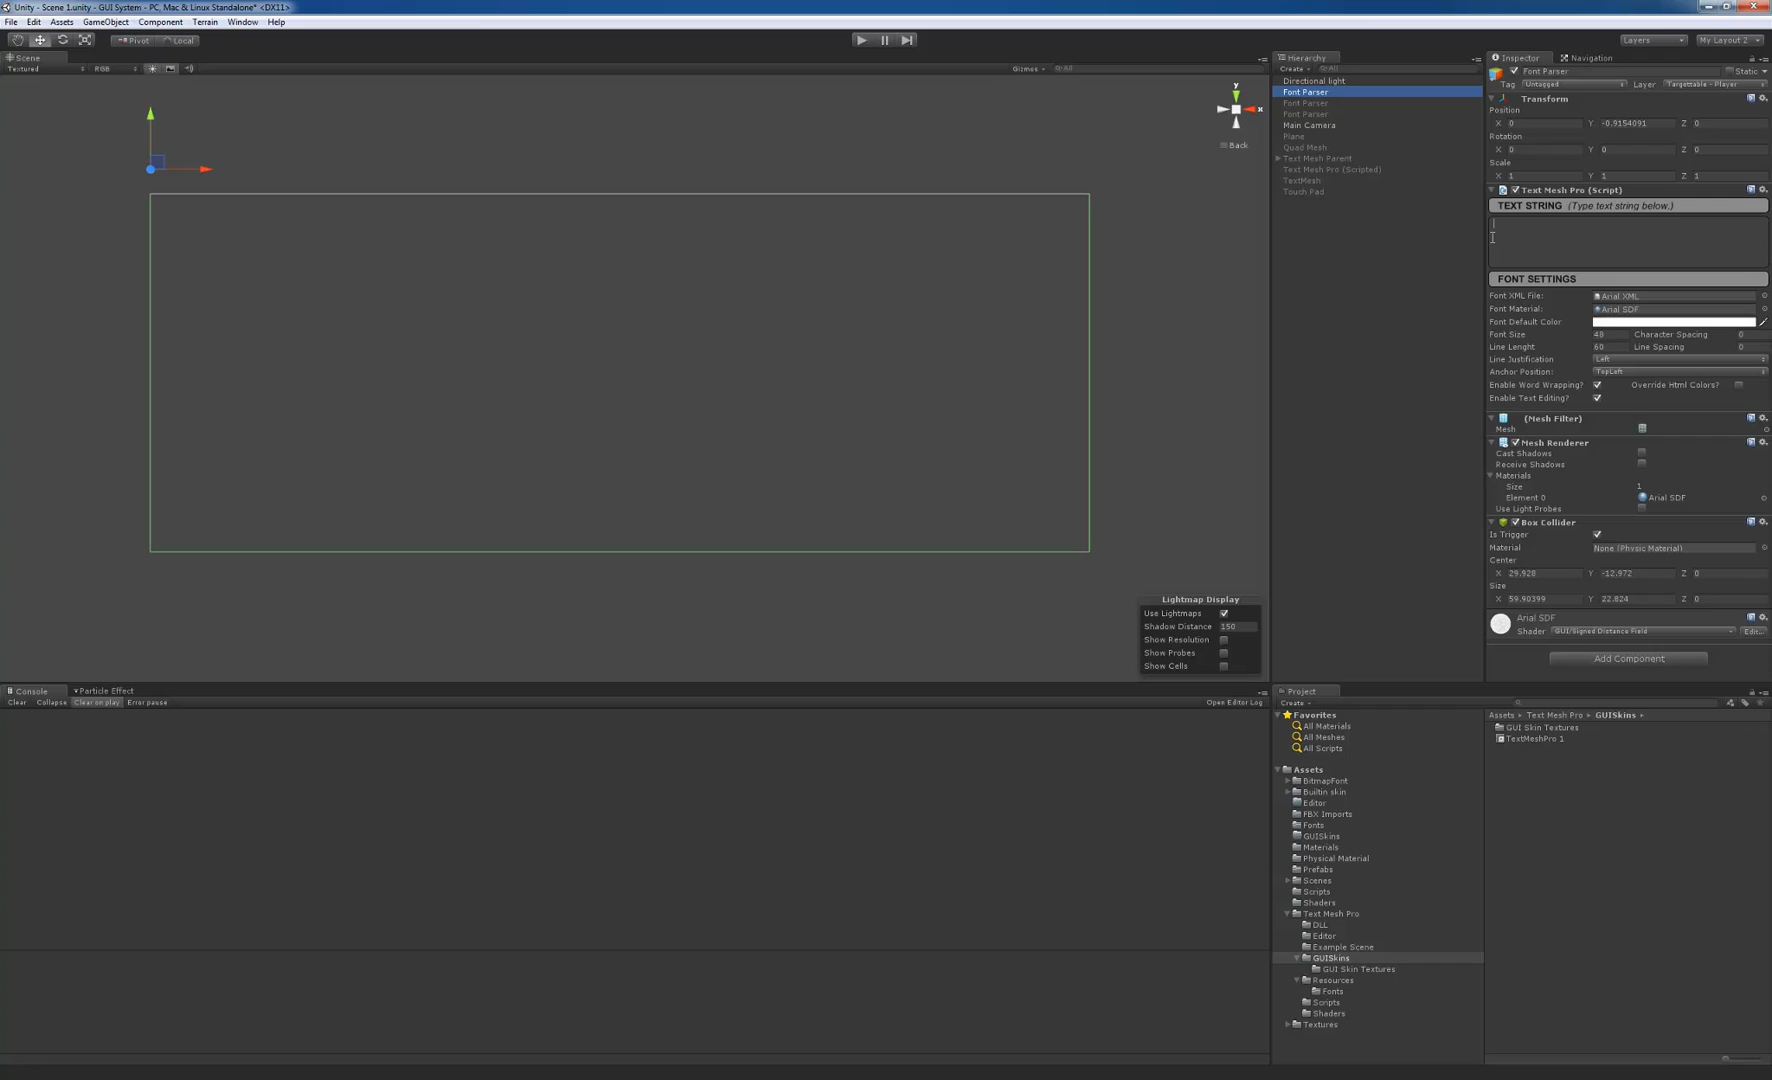 Unity - Scene 1.unity - GUI System - PC, Mac & Linux Standalone* <DX11>
File Edit Assets GameObject Component Terrain Window Help
Pivot Local
Layers My Layout 2
Scene
Textured RGB Gizmos All
y
x
Back
Lightmap Display
Use Lightmaps
Shadow Distance 150
Show Resolution
Show Probes
Show Cells
Hierarchy
Create All
Directional light
Font Parser
Font Parser
Font Parser
Main Camera
Plane
Quad Mesh
Text Mesh Parent
Text Mesh Pro (Scripted)
TextMesh
Touch Pad
Inspector Navigation
Font Parser Static
Tag Untagged Layer Targettable - Player
Transform
Position
X 0 Y -0.9154091 Z 0
Rotation
X 0 Y 0 Z 0
Scale
X 1 Y 1 Z 1
Text Mesh Pro (Script)
TEXT STRING (Type text string below.)
FONT SETTINGS
Font XML File: Arial XML
Font Material: Arial SDF
Font Default Color
Font Size 48 Character Spacing 0
Line Lenght 60 Line Spacing 0
Line Justification Left
Anchor Position: TopLeft
Enable Word Wrapping? Override Html Colors?
Enable Text Editing?
(Mesh Filter)
Mesh
Mesh Renderer
Cast Shadows
Receive Shadows
Materials
Size 1
Element 0 Arial SDF
Use Light Probes
Box Collider
Is Trigger
Material None (Physic Material)
Center
X 29.928 Y -12.972 Z 0
Size
X 59.90399 Y 22.824 Z 0
Arial SDF
Shader GUI/Signed Distance Field Edit...
Add Component
Console Particle Effect
Clear Collapse Clear on play Error pause Open Editor Log
Project
Create
Favorites
All Materials
All Meshes
All Scripts
Assets
BitmapFont
Builtin skin
Editor
FBX Imports
Fonts
GUISkins
Materials
Physical Material
Prefabs
Scenes
Scripts
Shaders
Text Mesh Pro
DLL
Editor
Example Scene
GUISkins
GUI Skin Textures
Resources
Fonts
Scripts
Shaders
Textures
Assets Text Mesh Pro GUISkins
GUI Skin Textures
TextMeshPro 1